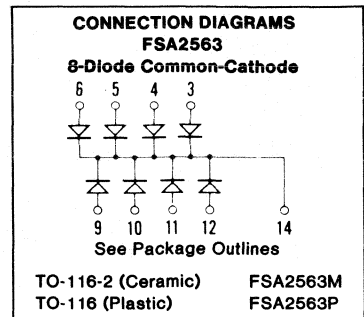 CONNECTION DIAGRAMS
FSA2563
8-Diode Common-Cathode
6 5 4 3
9 10 11 12 14
See Package Outlines
TO-116-2 (Ceramic) FSA2563M
TO-116 (Plastic) FSA2563P